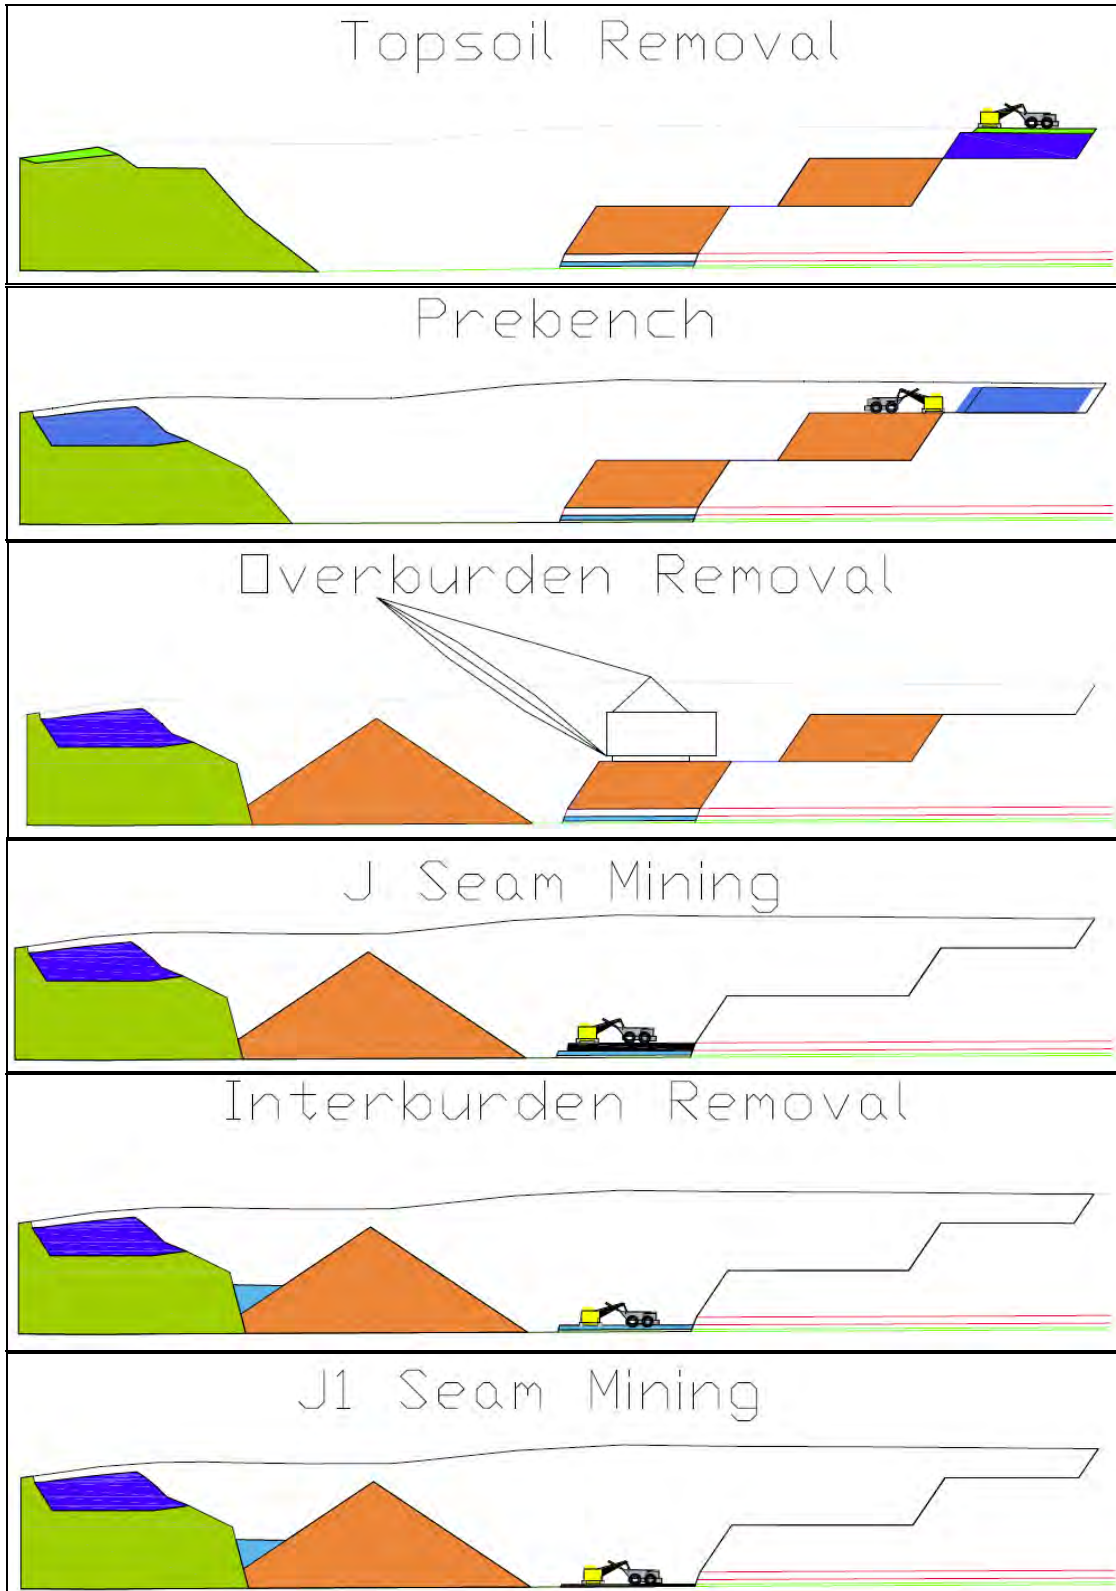 Topsoil Removal
Prebench
Overburden Removal
J Seam Mining
Interburden Removal
J1 Seam Mining